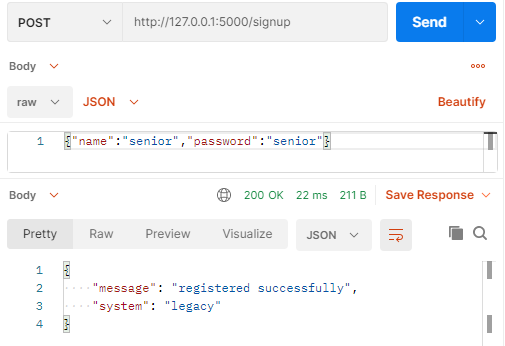 POST http://127.0.0.1:5000/signup Send
Body
raw JSON Beautify
1 {"name":"senior","password":"senior"}
Body 200 OK 22 ms 211 B Save Response
Pretty Raw Preview Visualize JSON
1 {
2 "message": "registered successfully",
3 "system": "legacy"
4 }